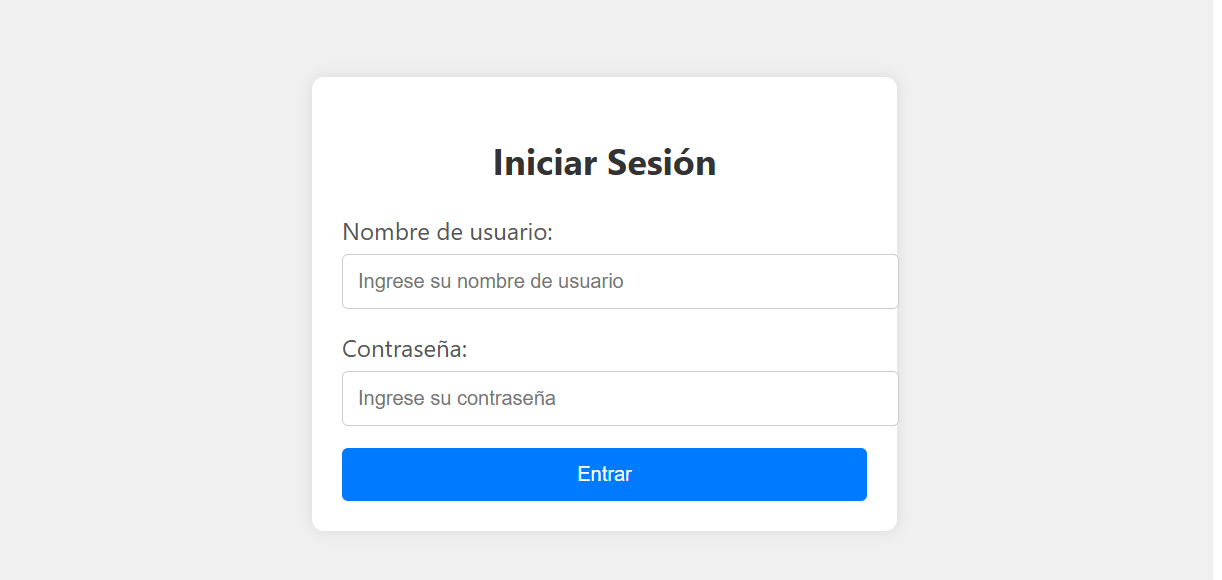 Iniciar Sesión
Nombre de usuario:
Ingrese su nombre de usuario
Contraseña:
Ingrese su contraseña
Entrar